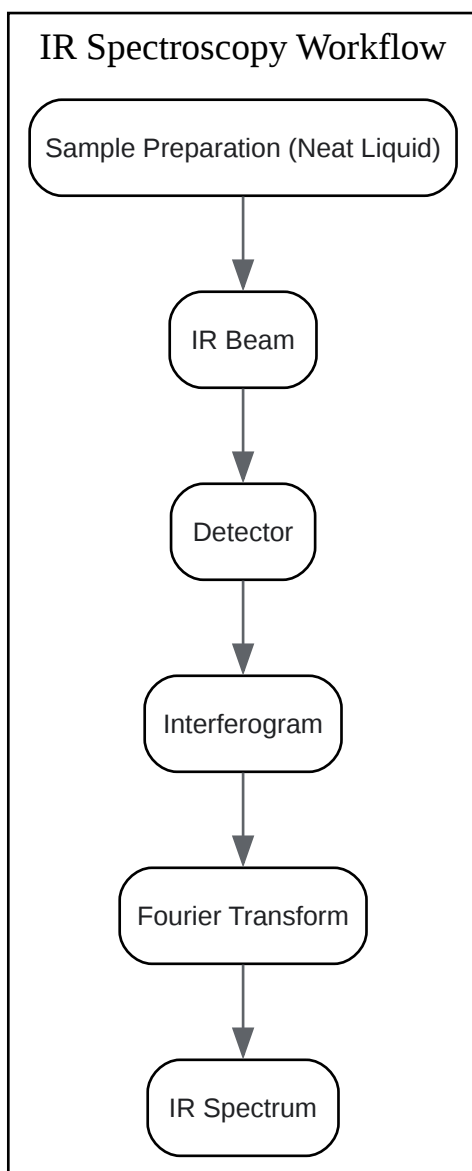 IR Spectroscopy Workflow
Sample Preparation (Neat Liquid)
IR Beam
Detector
Interferogram
Fourier Transform
IR Spectrum